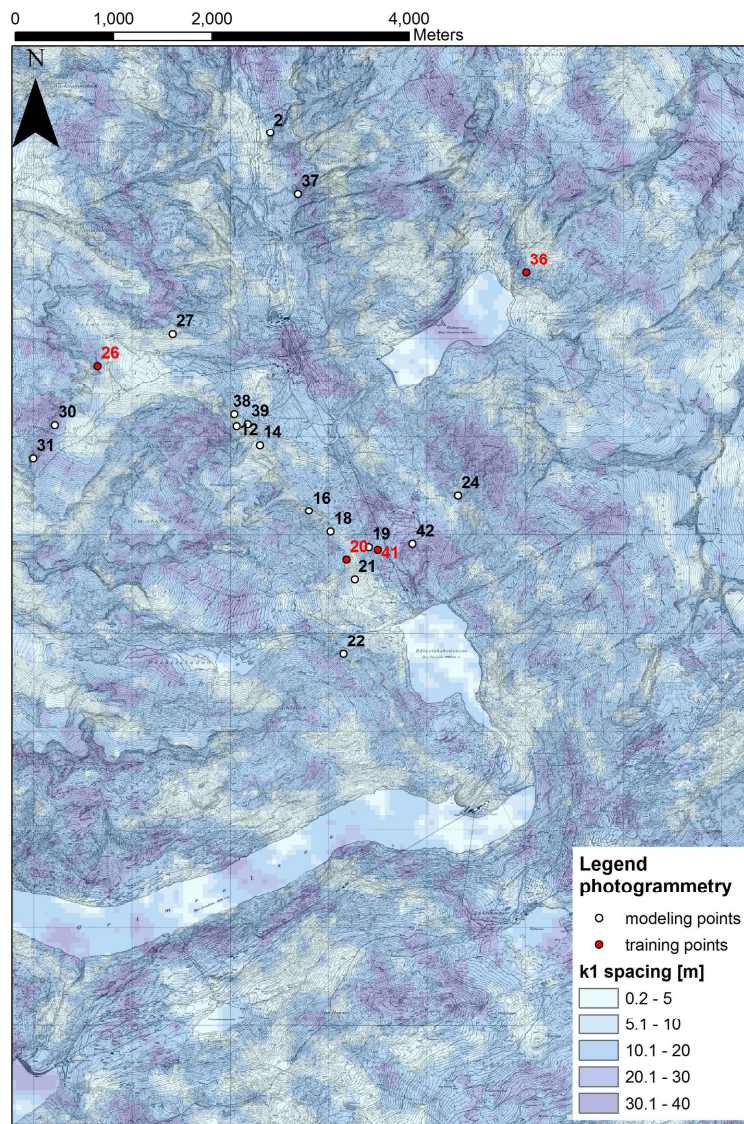 0 1,000 2,000 4,000
Meters
N
2
37
36
27
26
38
39
30
12
14
31
24
16
18
19
42
20
41
21
22
Legend
photogrammetry
modeling points
training points
k1 spacing [m]
0.2 - 5
5.1 - 10
10.1 - 20
20.1 - 30
30.1 - 40